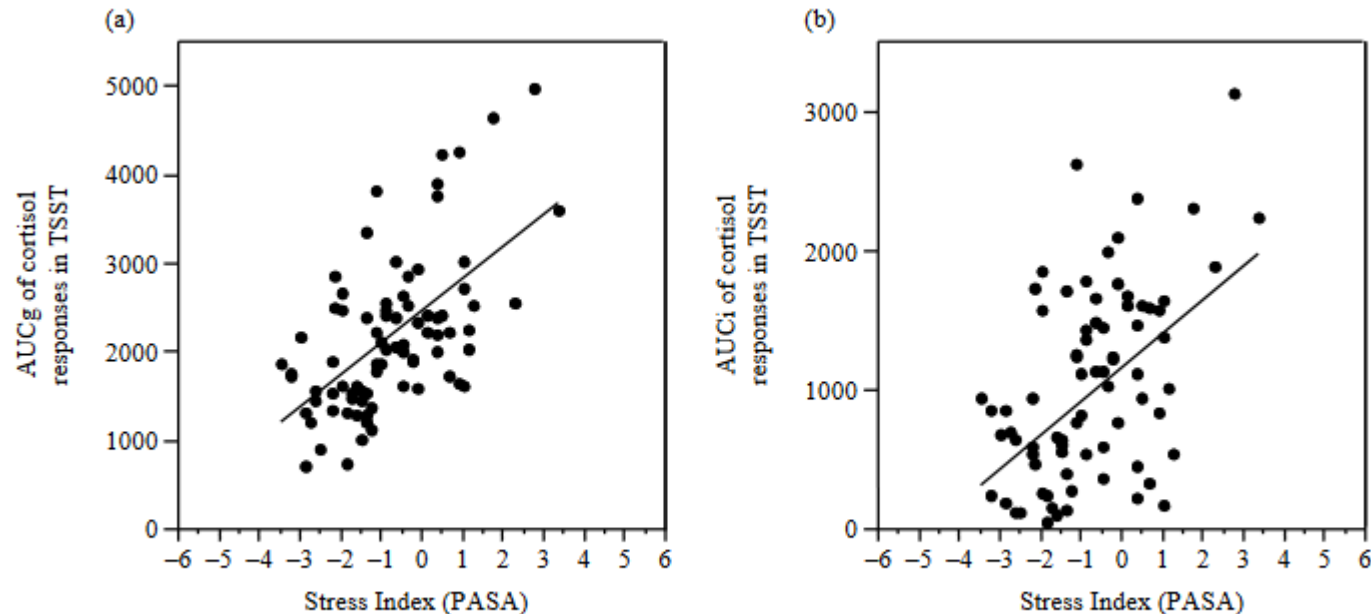 (a)
AUCg of cortisol
responses in TSST
5000
4000
3000
2000
1000
0
−6 −5 −4 −3 −2 −1 0 1 2 3 4 5 6
Stress Index (PASA)
(b)
AUCi of cortisol
responses in TSST
3000
2000
1000
0
−6 −5 −4 −3 −2 −1 0 1 2 3 4 5 6
Stress Index (PASA)